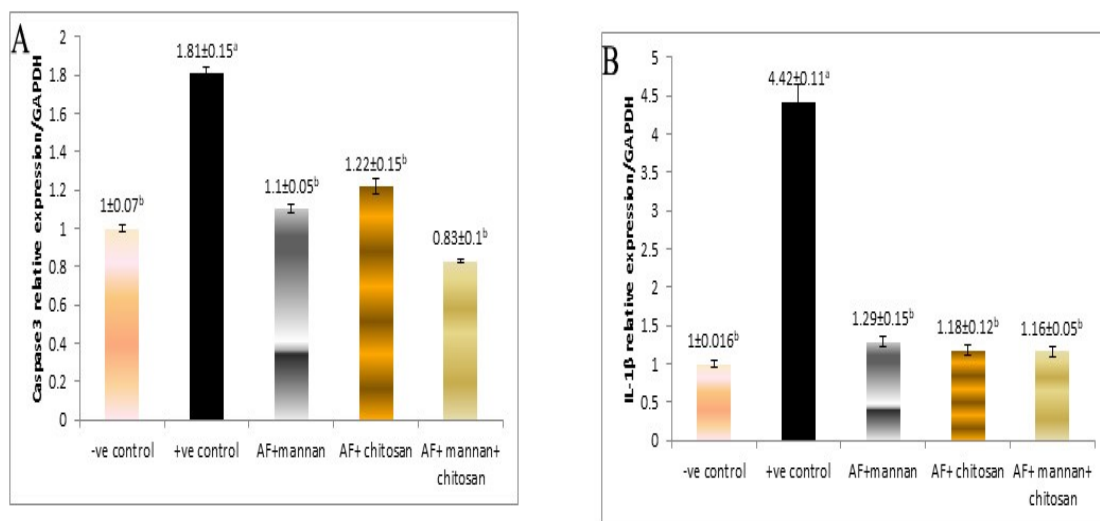 A
Caspase3 relative expression/GAPDH
2
1.8
1.6
1.4
1.2
1
0.8
0.6
0.4
0.2
0
1±0.07ᵇ
1.81±0.15ᵃ
1.1±0.05ᵇ
1.22±0.15ᵇ
0.83±0.1ᵇ
-ve control
+ve control
AF+mannan
AF+ chitosan
AF+ mannan+
chitosan
B
IL-1β relative expression/GAPDH
5
4.5
4
3.5
3
2.5
2
1.5
1
0.5
0
1±0.016ᵇ
4.42±0.11ᵃ
1.29±0.15ᵇ
1.18±0.12ᵇ
1.16±0.05ᵇ
-ve control
+ve control
AF+mannan
AF+ chitosan
AF+ mannan+
chitosan